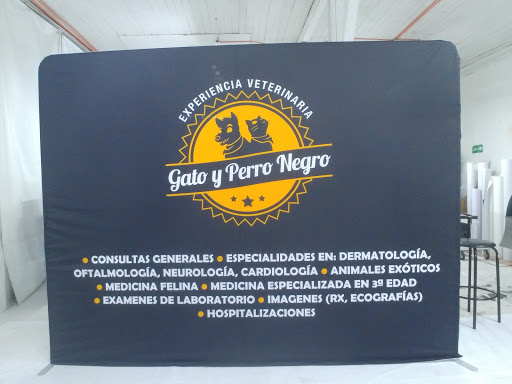 EXPERIENCIA VETERINARIA
Gato y Perro Negro
• CONSULTAS GENERALES • ESPECIALIDADES EN: DERMATOLOGÍA,
OFTALMOLOGÍA, NEUROLOGÍA, CARDIOLOGÍA • ANIMALES EXÓTICOS
• MEDICINA FELINA • MEDICINA ESPECIALIZADA EN 3ª EDAD
• EXAMENES DE LABORATORIO • IMAGENES (RX, ECOGRAFÍAS)
• HOSPITALIZACIONES